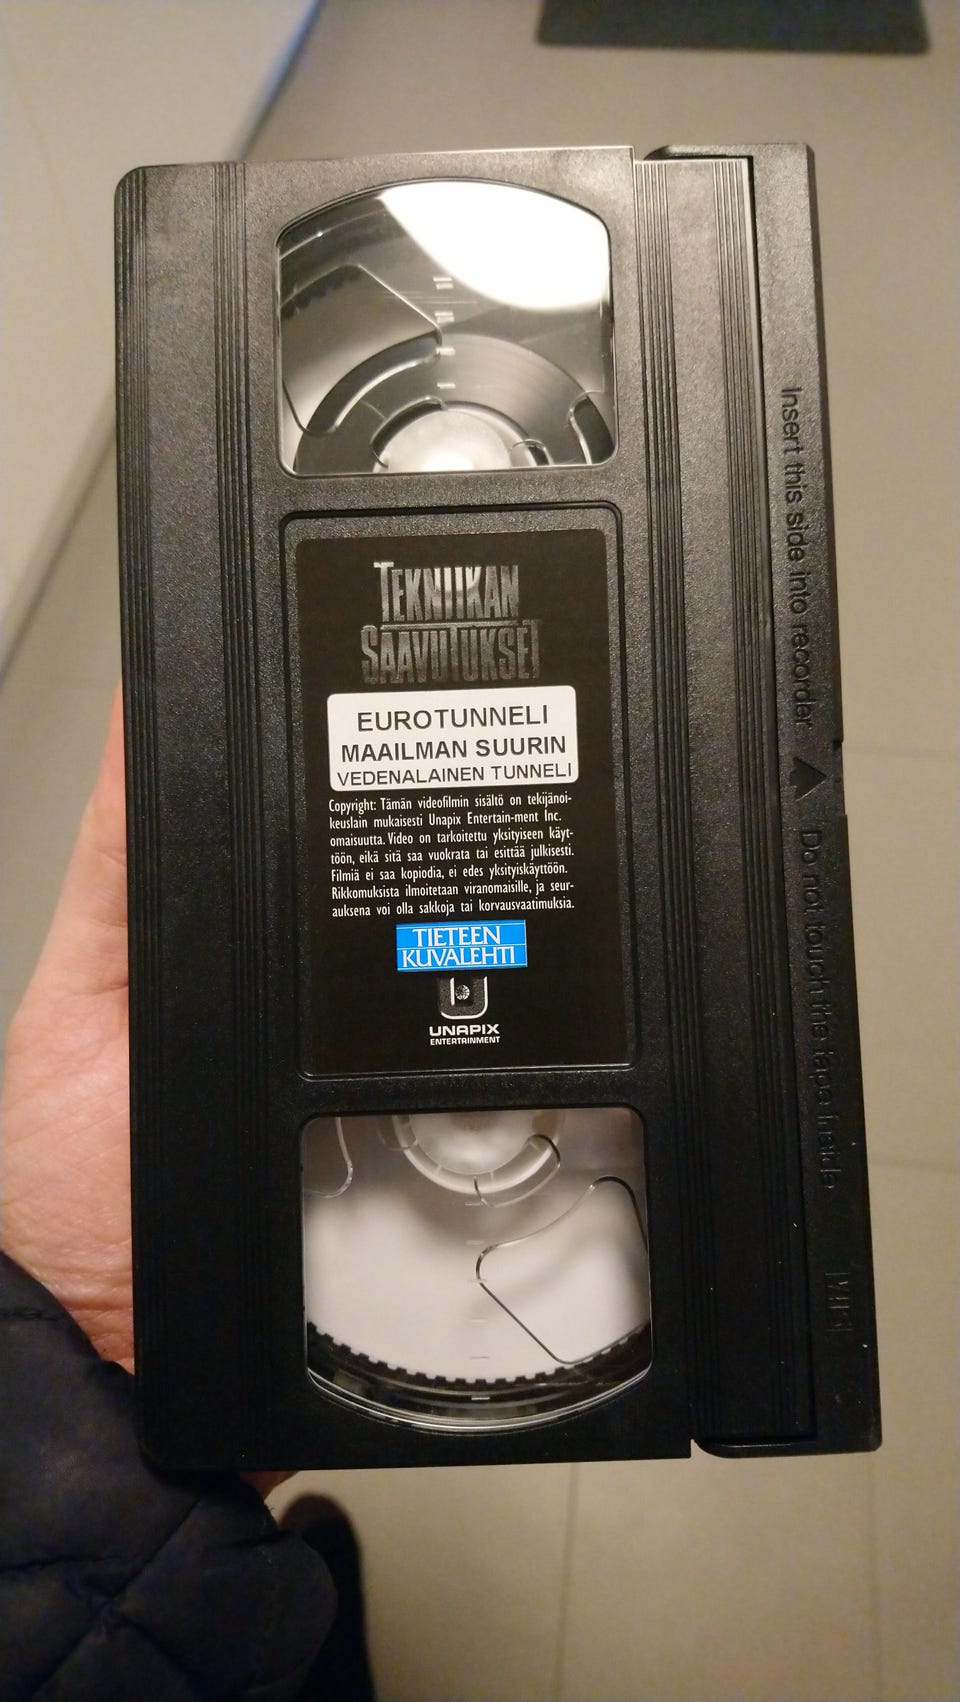 TEKNIIKAN
SAAVUTUKSET
EUROTUNNELI
MAAILMAN SUURIN
VEDENALAINEN TUNNELI
Copyright: Tämän videofilmin sisältö on tekijänoi-
keuslain mukaisesti Unapix Entertain-ment Inc.
omaisuutta. Video on tarkoitettu yksityiseen käyt-
töön, eikä sitä saa vuokrata tai esittää julkisesti.
Filmiä ei saa kopiodia, ei edes yksityiskäyttöön.
Rikkomuksista ilmoitetaan viranomaisille, ja seur-
auksena voi olla sakkoja tai korvausvaatimuksia.
TIETEEN
KUVALEHTI
UNAPIX
ENTERTAINMENT
Insert this side into recorder
Do not touch the tape inside
VHS